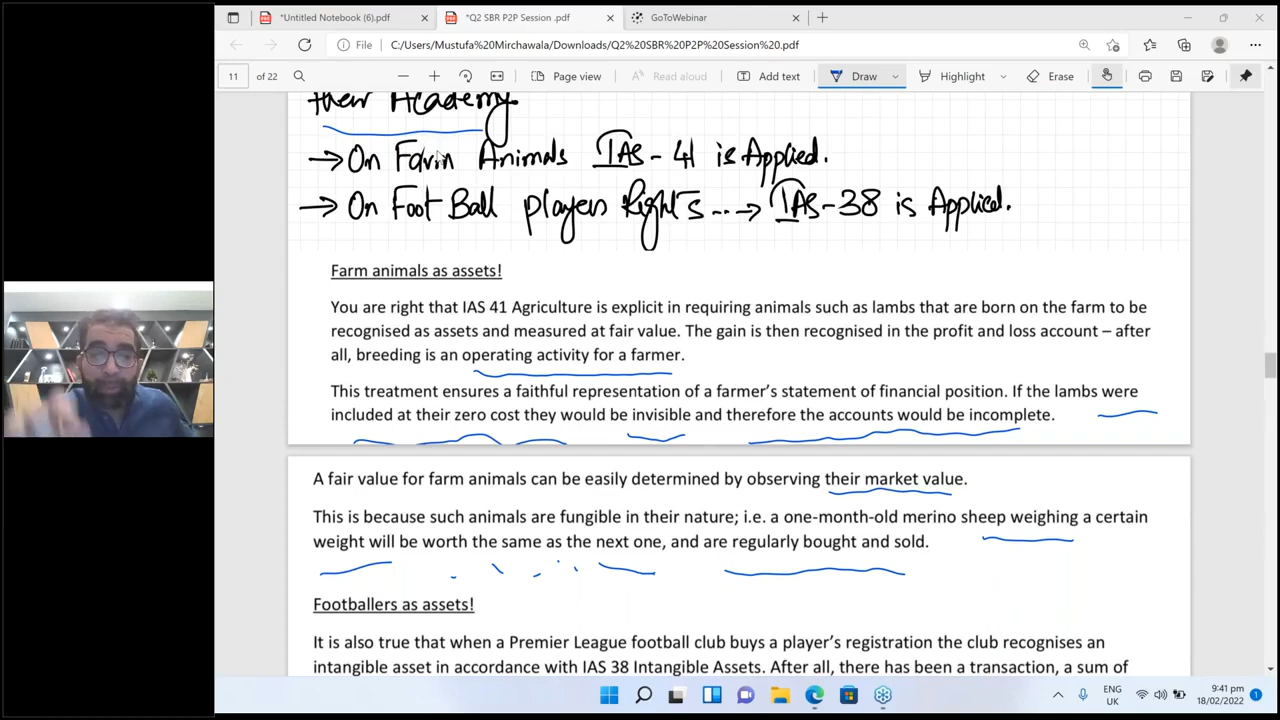 *Untitled Notebook (6).pdf
*Q2 SBR P2P Session .pdf
GoToWebinar
File
C:/Users/Mustufa%20Mirchawala/Downloads/Q2%20SBR%20P2P%20Session%20.pdf
11 of 22
Page view
Read aloud
Add text
Draw
Highlight
Erase
their Academy.
→ On Farm Animals IAS-41 is Applied.
→ On Foot Ball players Rights...→ IAS-38 is Applied.
Farm animals as assets!
You are right that IAS 41 Agriculture is explicit in requiring animals such as lambs that are born on the farm to be
recognised as assets and measured at fair value. The gain is then recognised in the profit and loss account – after
all, breeding is an operating activity for a farmer.
This treatment ensures a faithful representation of a farmer's statement of financial position. If the lambs were
included at their zero cost they would be invisible and therefore the accounts would be incomplete.
A fair value for farm animals can be easily determined by observing their market value.
This is because such animals are fungible in their nature; i.e. a one-month-old merino sheep weighing a certain
weight will be worth the same as the next one, and are regularly bought and sold.
Footballers as assets!
It is also true that when a Premier League football club buys a player's registration the club recognises an
intangible asset in accordance with IAS 38 Intangible Assets. After all, there has been a transaction, a sum of
ENG
UK
9:41 pm
18/02/2022